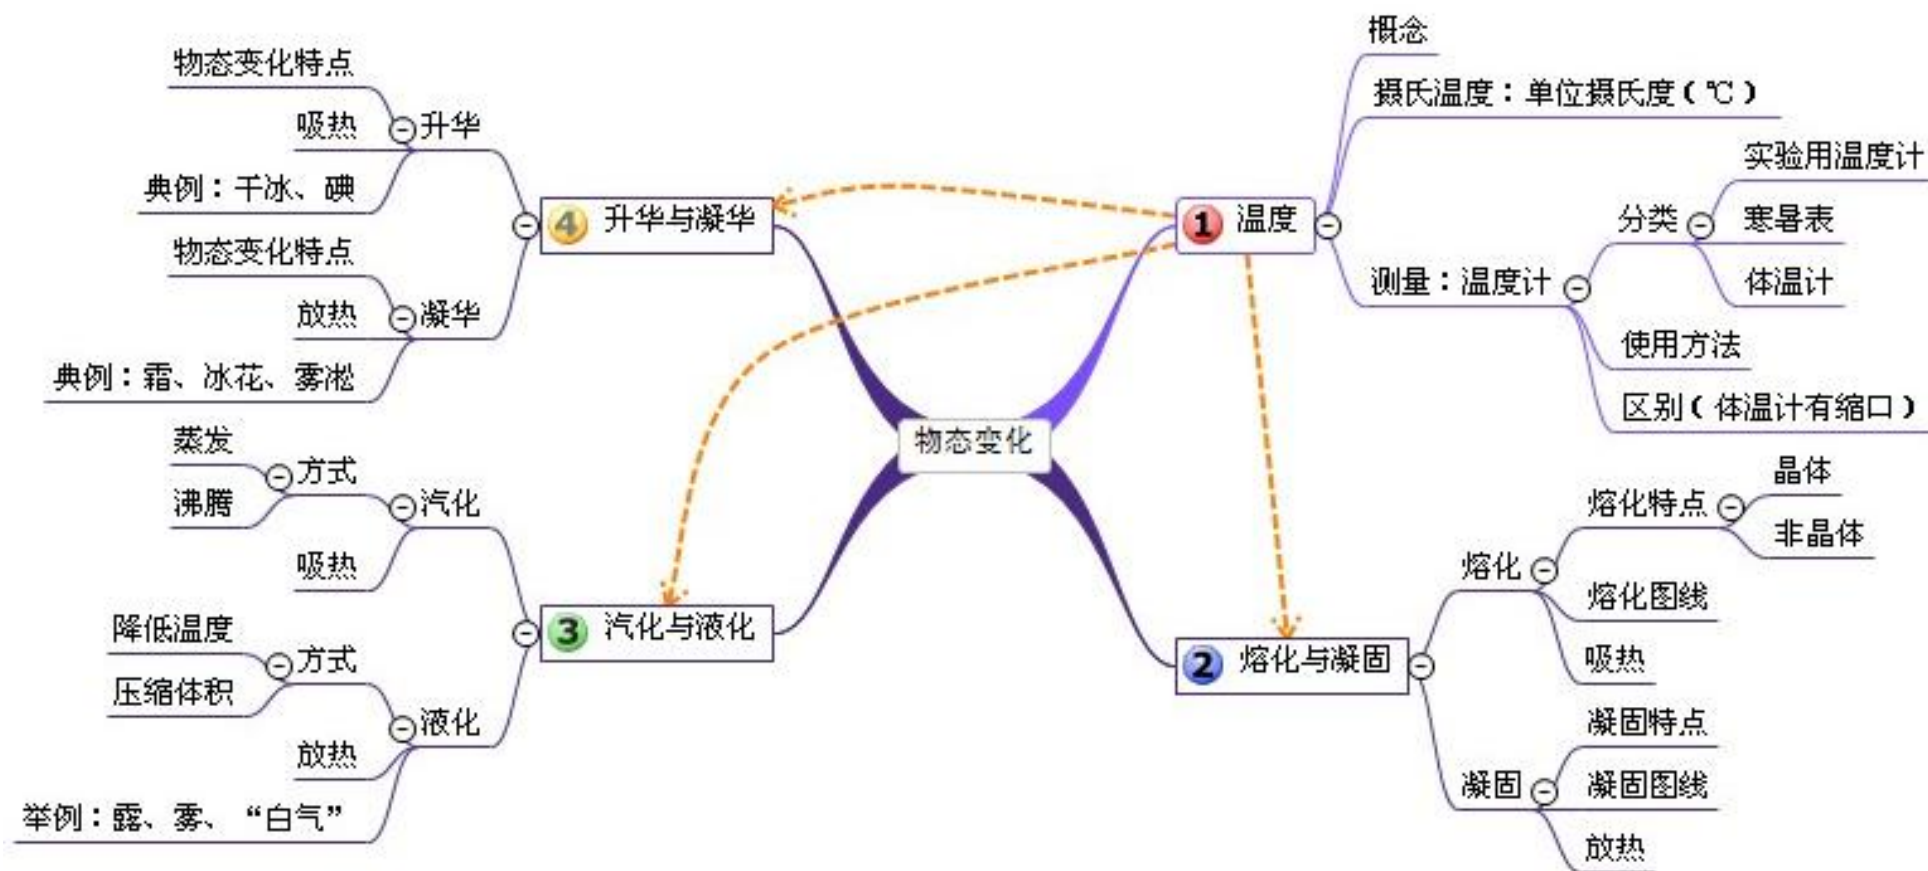 物态变化
1 温度
概念
摄氏温度：单位摄氏度（℃）
测量：温度计
分类
实验用温度计
寒暑表
体温计
使用方法
区别（体温计有缩口）
2 熔化与凝固
熔化
熔化特点
晶体
非晶体
熔化图线
吸热
凝固
凝固特点
凝固图线
放热
3 汽化与液化
汽化
方式
蒸发
沸腾
吸热
液化
方式
降低温度
压缩体积
放热
举例：露、雾、“白气”
4 升华与凝华
升华
物态变化特点
吸热
典例：干冰、碘
凝华
物态变化特点
放热
典例：霜、冰花、雾凇